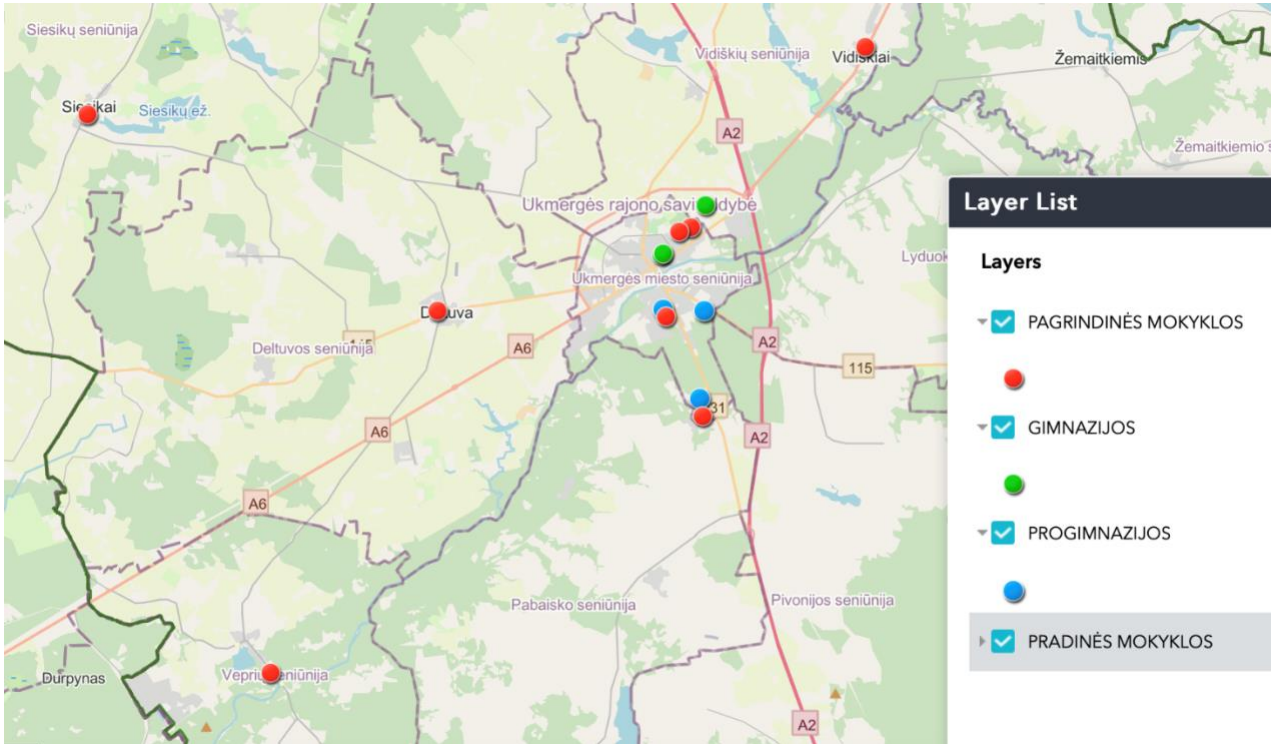 Siesikų seniūnija
Vidiškių seniūnija
Vidiškiai
Žemaitkiemis
Siesikų ež.
A2
Žemaitkiemio s
Ukmergės rajono
Ukmergės miesto seniūnija
Lyduok
Deltuvos seniūnija
A6
A2
115
A6
A2
A6
Pabaisko seniūnija
Pivonijos seniūnija
Durpynas
A2
Layer List
Layers
PAGRINDINĖS MOKYKLOS
GIMNAZIJOS
PROGIMNAZIJOS
PRADINĖS MOKYKLOS